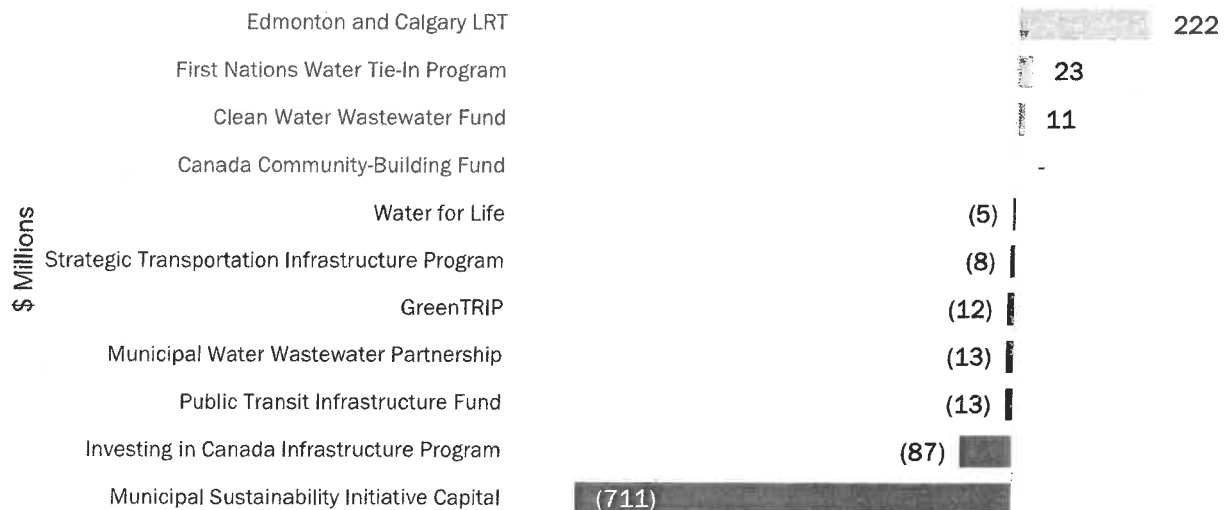 Edmonton and Calgary LRT 222
First Nations Water Tie-In Program 23
Clean Water Wastewater Fund 11
Canada Community-Building Fund -
Water for Life (5)
Strategic Transportation Infrastructure Program (8)
GreenTRIP (12)
Municipal Water Wastewater Partnership (13)
Public Transit Infrastructure Fund (13)
Investing in Canada Infrastructure Program (87)
Municipal Sustainability Initiative Capital (711)
$ Millions